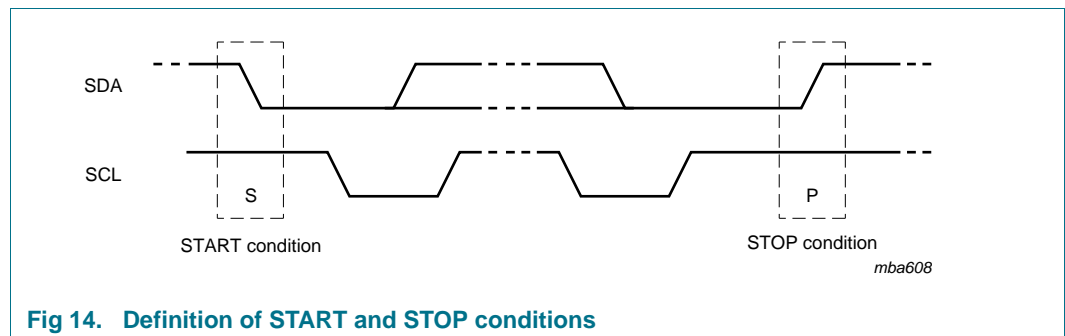 SDA
SCL
S
P
START condition
STOP condition
mba608
Fig 14. Definition of START and STOP conditions